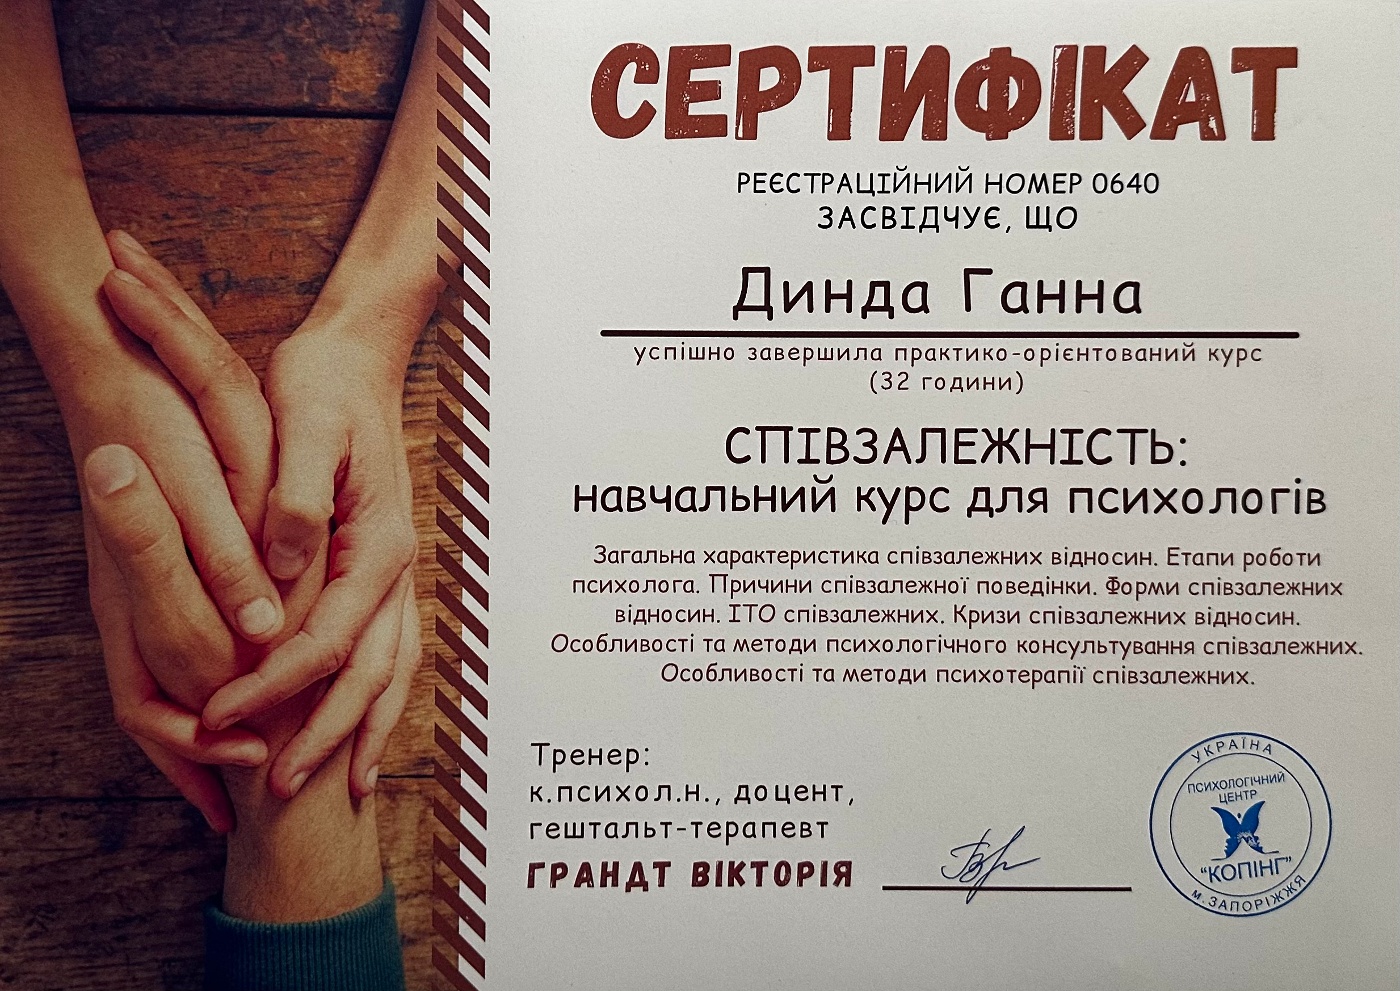 СЕРТИФІКАТ
РЕЄСТРАЦІЙНИЙ НОМЕР 0640
ЗАСВІДЧУЄ, ЩО
Динда Ганна
успішно завершила практико-орієнтований курс
(32 години)
СПІВЗАЛЕЖНІСТЬ:
навчальний курс для психологів
Загальна характеристика співзалежних відносин. Етапи роботи
психолога. Причини співзалежної поведінки. Форми співзалежних
відносин. ІТО співзалежних. Кризи співзалежних відносин.
Особливості та методи психологічного консультування співзалежних.
Особливості та методи психотерапії співзалежних.
Тренер:
к.психол.н., доцент,
гештальт-терапевт
ГРАНДТ ВІКТОРІЯ
УКРАЇНА
ПСИХОЛОГІЧНИЙ
ЦЕНТР
"КОПІНГ"
м. ЗАПОРІЖЖЯ